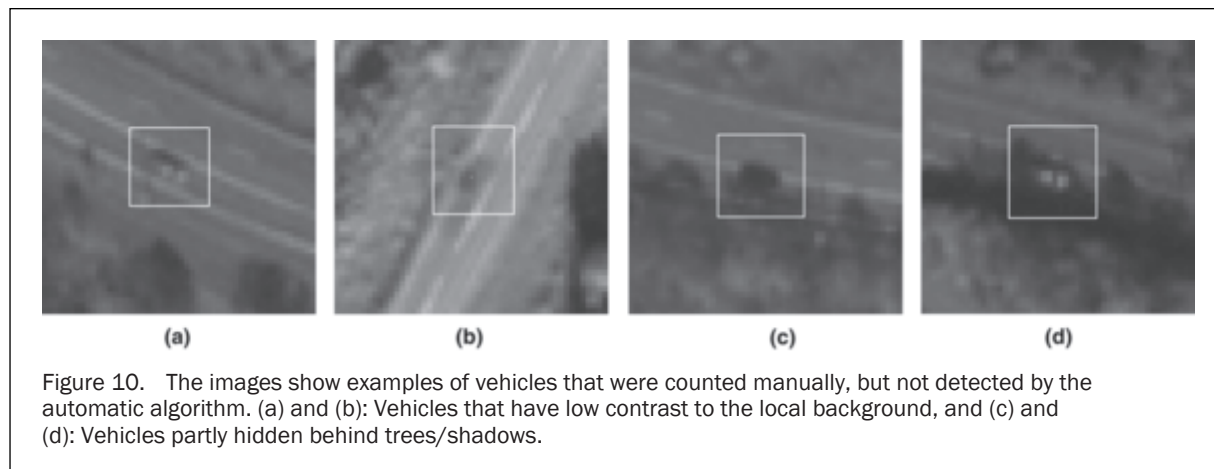 (a) (b) (c) (d)
Figure 10. The images show examples of vehicles that were counted manually, but not detected by the
automatic algorithm. (a) and (b): Vehicles that have low contrast to the local background, and (c) and
(d): Vehicles partly hidden behind trees/shadows.